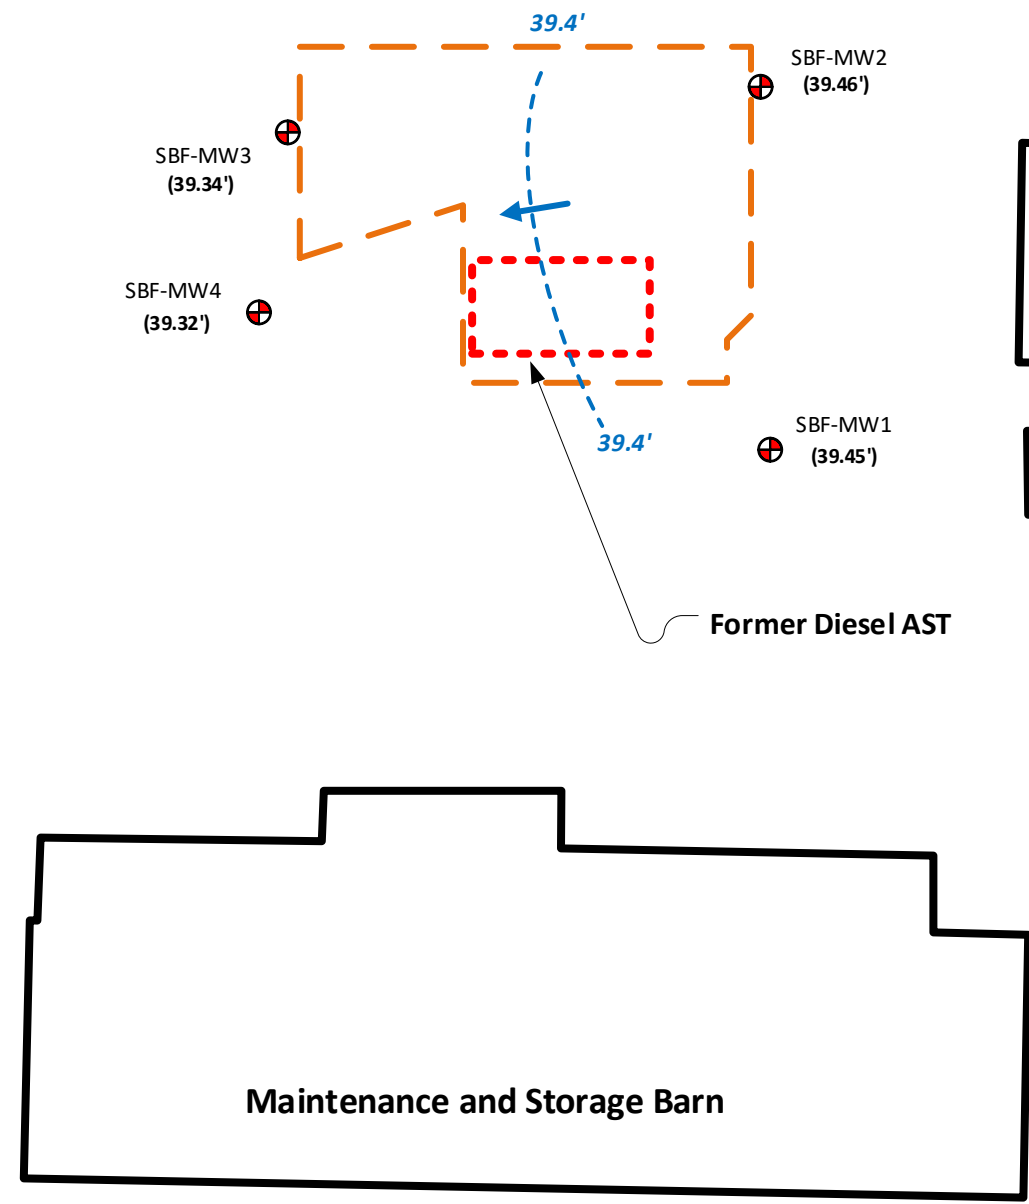 39.4'
SBF-MW2
(39.46')
SBF-MW3
(39.34')
SBF-MW4
(39.32')
SBF-MW1
(39.45')
39.4'
Former Diesel AST
Maintenance and Storage Barn